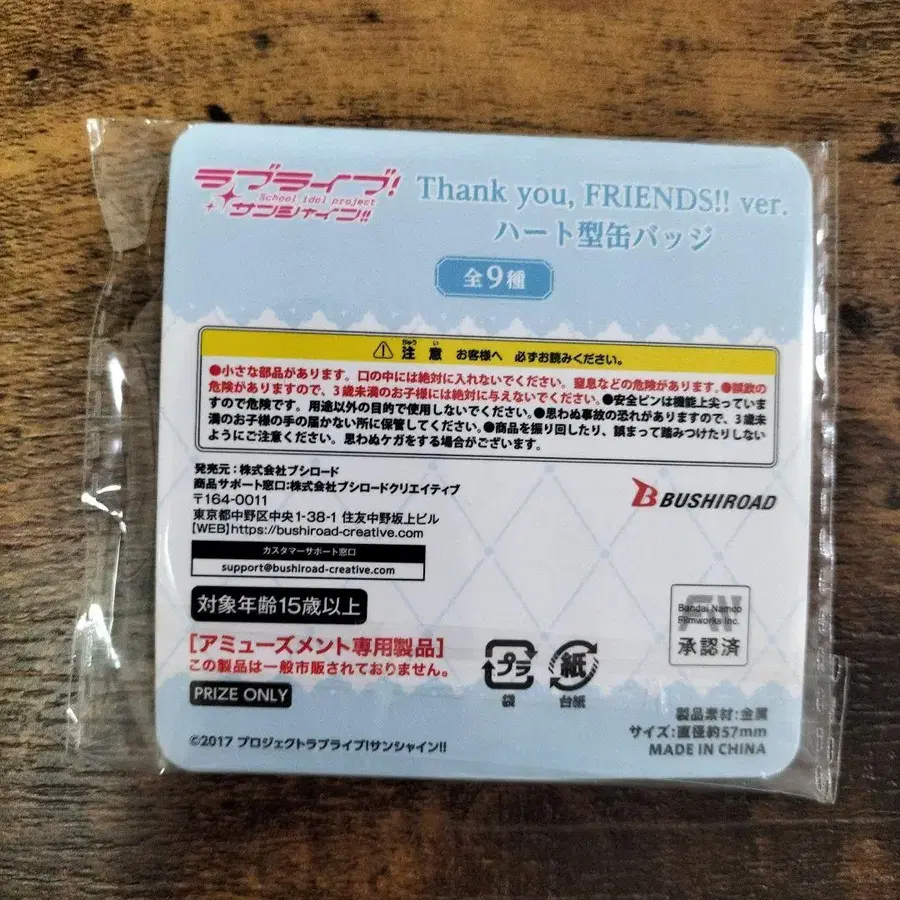 ラブライブ!
School idol project
サンシャイン!!
Thank you, FRIENDS!! ver.
ハート型缶バッジ
全9種
⚠注意 お客様へ 必ずお読みください。
ちゅう い
●小さな部品があります。口の中には絶対に入れないでください。窒息などの危険があります。●誤飲の
危険がありますので、3歳未満のお子様には絶対に与えないでください。●安全ピンは機能上尖っていま
すので危険です。用途以外の目的で使用しないでください。●思わぬ事故の恐れがありますので、3歳未
満のお子様の手の届かない所に保管してください。●商品を振り回したり、誤まって踏みつけたりしない
ようにご注意ください。思わぬケガをする場合がございます。
発売元:株式会社ブシロード
商品サポート窓口:株式会社ブシロードクリエイティブ
〒164-0011
東京都中野区中央1-38-1 住友中野坂上ビル
【WEB】https://bushiroad-creative.com
カスタマーサポート窓口
support@bushiroad-creative.com
BUSHIROAD
対象年齢15歳以上
[アミューズメント専用製品]
この製品は一般市販されておりません。
PRIZE ONLY
プラ
袋
紙
台紙
Bandai Namco
Filmworks Inc.
承認済
製品素材:金属
サイズ:直径約57mm
MADE IN CHINA
©2017 プロジェクトラブライブ!サンシャイン!!